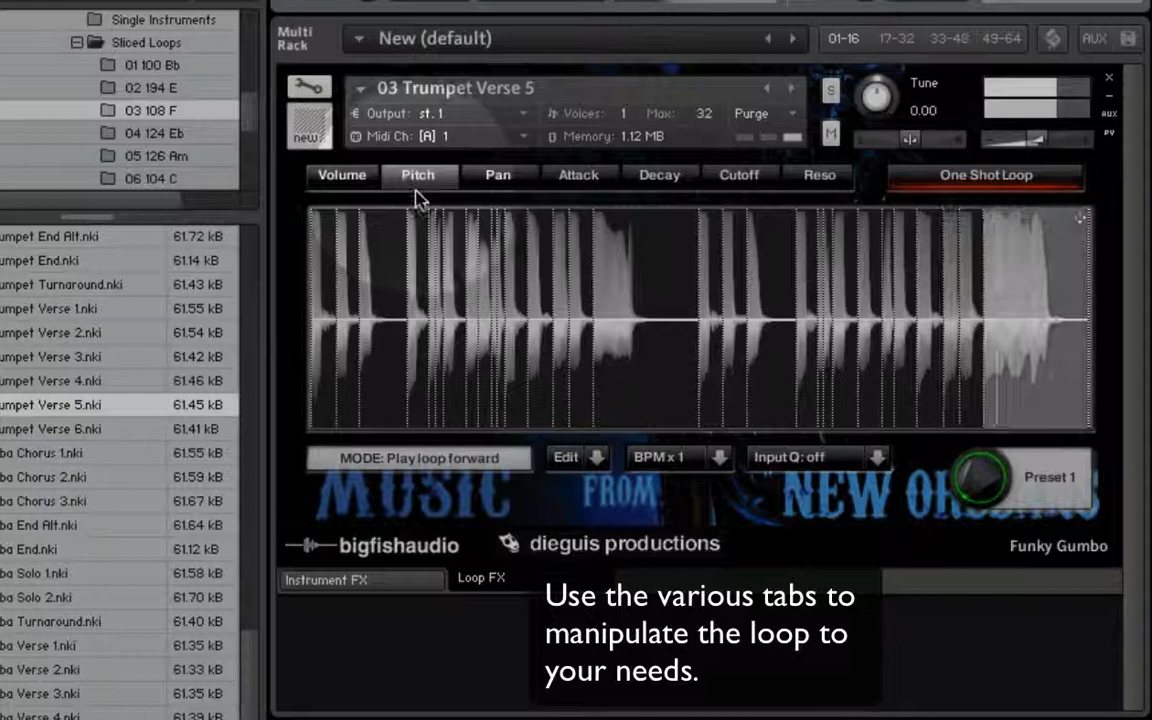 Single Instruments
Sliced Loops
01 100 Bb
02 194 E
03 108 F
04 124 Eb
05 126 Am
06 104 C
umpet End Alt.nki 61.72 kB
umpet End.nki 61.14 kB
umpet Turnaround.nki 61.43 kB
umpet Verse 1.nki 61.55 kB
umpet Verse 2.nki 61.54 kB
umpet Verse 3.nki 61.42 kB
umpet Verse 4.nki 61.46 kB
umpet Verse 5.nki 61.45 kB
umpet Verse 6.nki 61.41 kB
ba Chorus 1.nki 61.55 kB
ba Chorus 2.nki 61.59 kB
ba Chorus 3.nki 61.67 kB
ba End Alt.nki 61.64 kB
ba End.nki 61.12 kB
ba Solo 1.nki 61.58 kB
ba Solo 2.nki 61.70 kB
ba Turnaround.nki 61.40 kB
ba Verse 1.nki 61.35 kB
ba Verse 2.nki 61.33 kB
ba Verse 3.nki 61.37 kB
ba Verse 4.nki 61.39 kB
Multi Rack
New (default)
01-16 17-32 33-48 49-64 AUX
new!
03 Trumpet Verse 5
Output: st.1 Voices: 1 Max: 32 Purge
Midi Ch: [A] 1 Memory: 1.12 MB
S
M
Tune
0.00
AUX
PV
Volume Pitch Pan Attack Decay Cutoff Reso One Shot Loop
MODE: Play loop forward Edit BPM x 1 Input Q: off Preset 1
MUSIC FROM NEW ORLEANS
bigfishaudio dieguis productions Funky Gumbo
Instrument FX Loop FX
Use the various tabs to
manipulate the loop to
your needs.